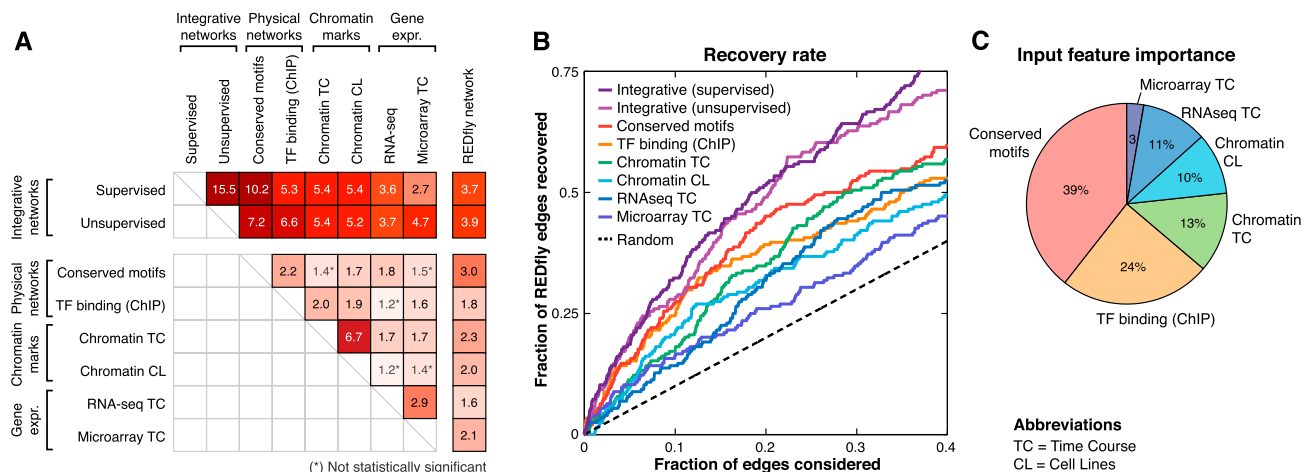 A
Integrative networks
Physical networks
Chromatin marks
Gene expr.
Supervised
Unsupervised
Conserved motifs
TF binding (ChIP)
Chromatin TC
Chromatin CL
RNA-seq
Microarray TC
REDfly network
Integrative networks
Supervised 15.5 10.2 5.3 5.4 5.4 3.6 2.7 3.7
Unsupervised 7.2 6.6 5.4 5.2 3.7 4.7 3.9
Physical networks
Conserved motifs 2.2 1.4* 1.7 1.8 1.5* 3.0
TF binding (ChIP) 2.0 1.9 1.2* 1.6 1.8
Chromatin marks
Chromatin TC 6.7 1.7 1.7 2.3
Chromatin CL 1.2* 1.4* 2.0
Gene expr.
RNA-seq TC 2.9 1.6
Microarray TC 2.1
(*) Not statistically significant
B
Recovery rate
Fraction of REDfly edges recovered
0.75
0.5
0.25
0
Integrative (supervised)
Integrative (unsupervised)
Conserved motifs
TF binding (ChIP)
Chromatin TC
Chromatin CL
RNAseq TC
Microarray TC
Random
0 0.1 0.2 0.3 0.4
Fraction of edges considered
C
Input feature importance
Microarray TC
3
RNAseq TC
11%
Chromatin
CL
10%
Chromatin
TC
13%
TF binding (ChIP)
24%
Conserved
motifs
39%
Abbreviations
TC = Time Course
CL = Cell Lines